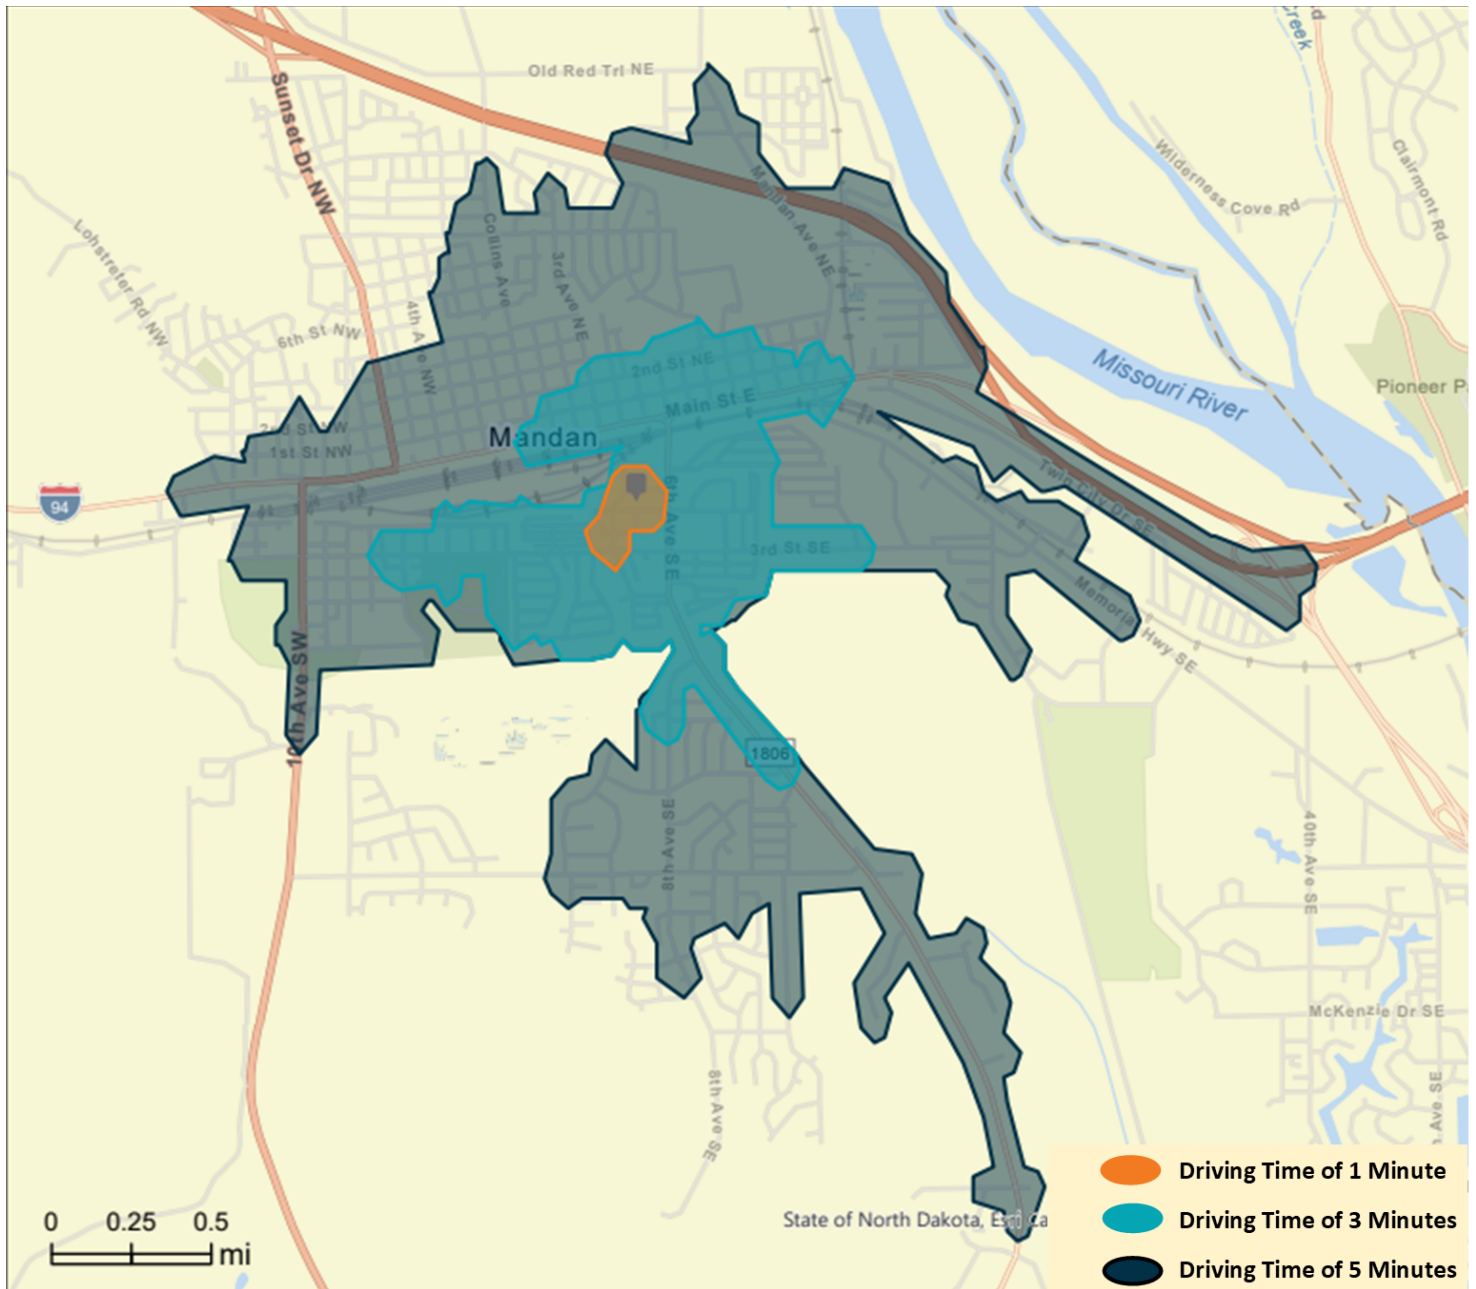 Old Red Trl NE
Creek
Sunset Dr NW
Wilderness Cove Rd
Clairmont Rd
Mandan Ave NE
Lohstreter Rd NW
Collins Ave
3rd Ave NE
4th Ave NW
6th St NW
Missouri River
2nd St NE
Pioneer
Main St E
2nd St NW
Mandan
1st St NW
94
6th Ave SE
Twin City Dr SE
3rd St SE
Memorial Hwy SE
10th Ave SW
1806
8th Ave SE
40th Ave SE
McKenzie Dr SE
8th Ave SE
Ave SE
Driving Time of 1 Minute
Driving Time of 3 Minutes
Driving Time of 5 Minutes
State of North Dakota, Esri Ca
0 0.25 0.5
mi